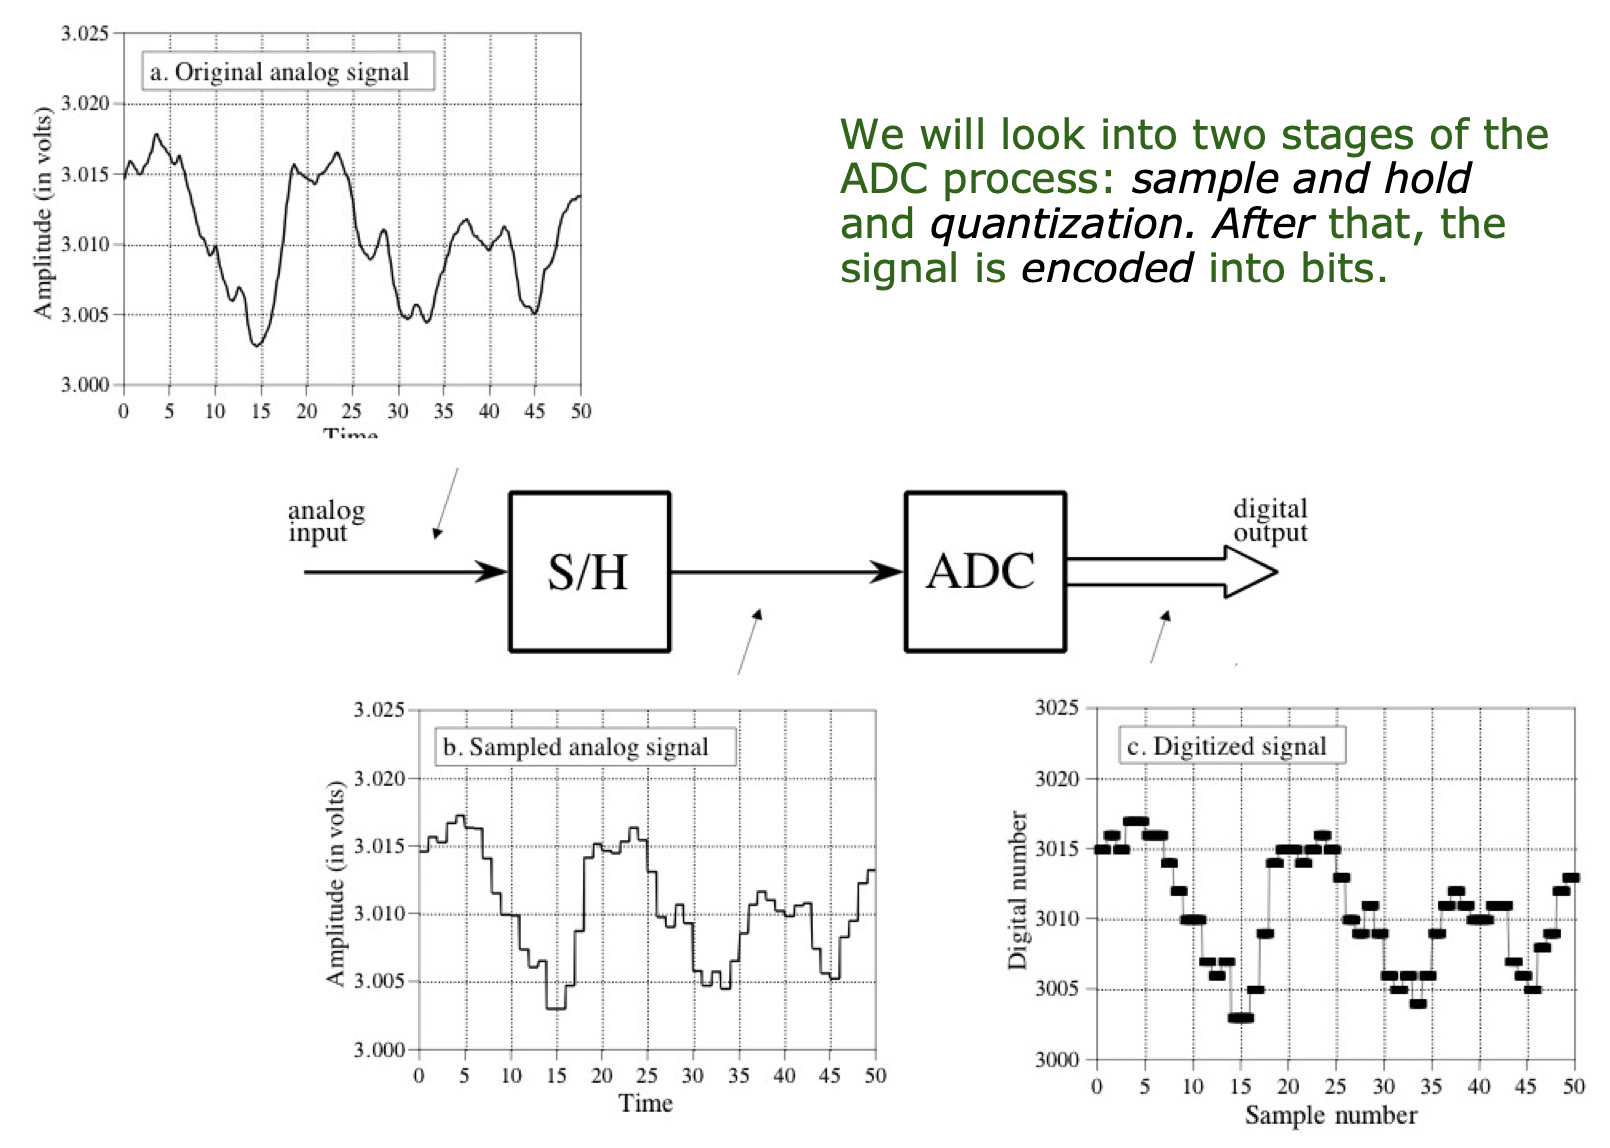 3.025
a. Original analog signal
3.020
3.015
3.010
3.005
3.000
Amplitude (in volts)
0 5 10 15 20 25 30 35 40 45 50
Time
We will look into two stages of the
ADC process: sample and hold
and quantization. After that, the
signal is encoded into bits.
analog
input
S/H
ADC
digital
output
3.025
b. Sampled analog signal
3.020
3.015
3.010
3.005
3.000
Amplitude (in volts)
0 5 10 15 20 25 30 35 40 45 50
Time
3025
c. Digitized signal
3020
3015
3010
3005
3000
Digital number
0 5 10 15 20 25 30 35 40 45 50
Sample number